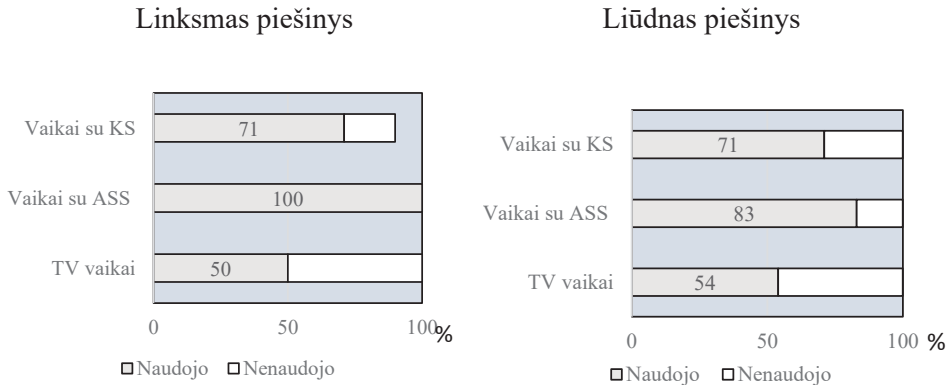 Linksmas piešinys
Vaikai su KS
71
Vaikai su ASS
100
TV vaikai
50
0 50 100%
Naudojo Nenaudojo
Liūdnas piešinys
Vaikai su KS
71
Vaikai su ASS
83
TV vaikai
54
0 50 100 %
Naudojo Nenaudojo